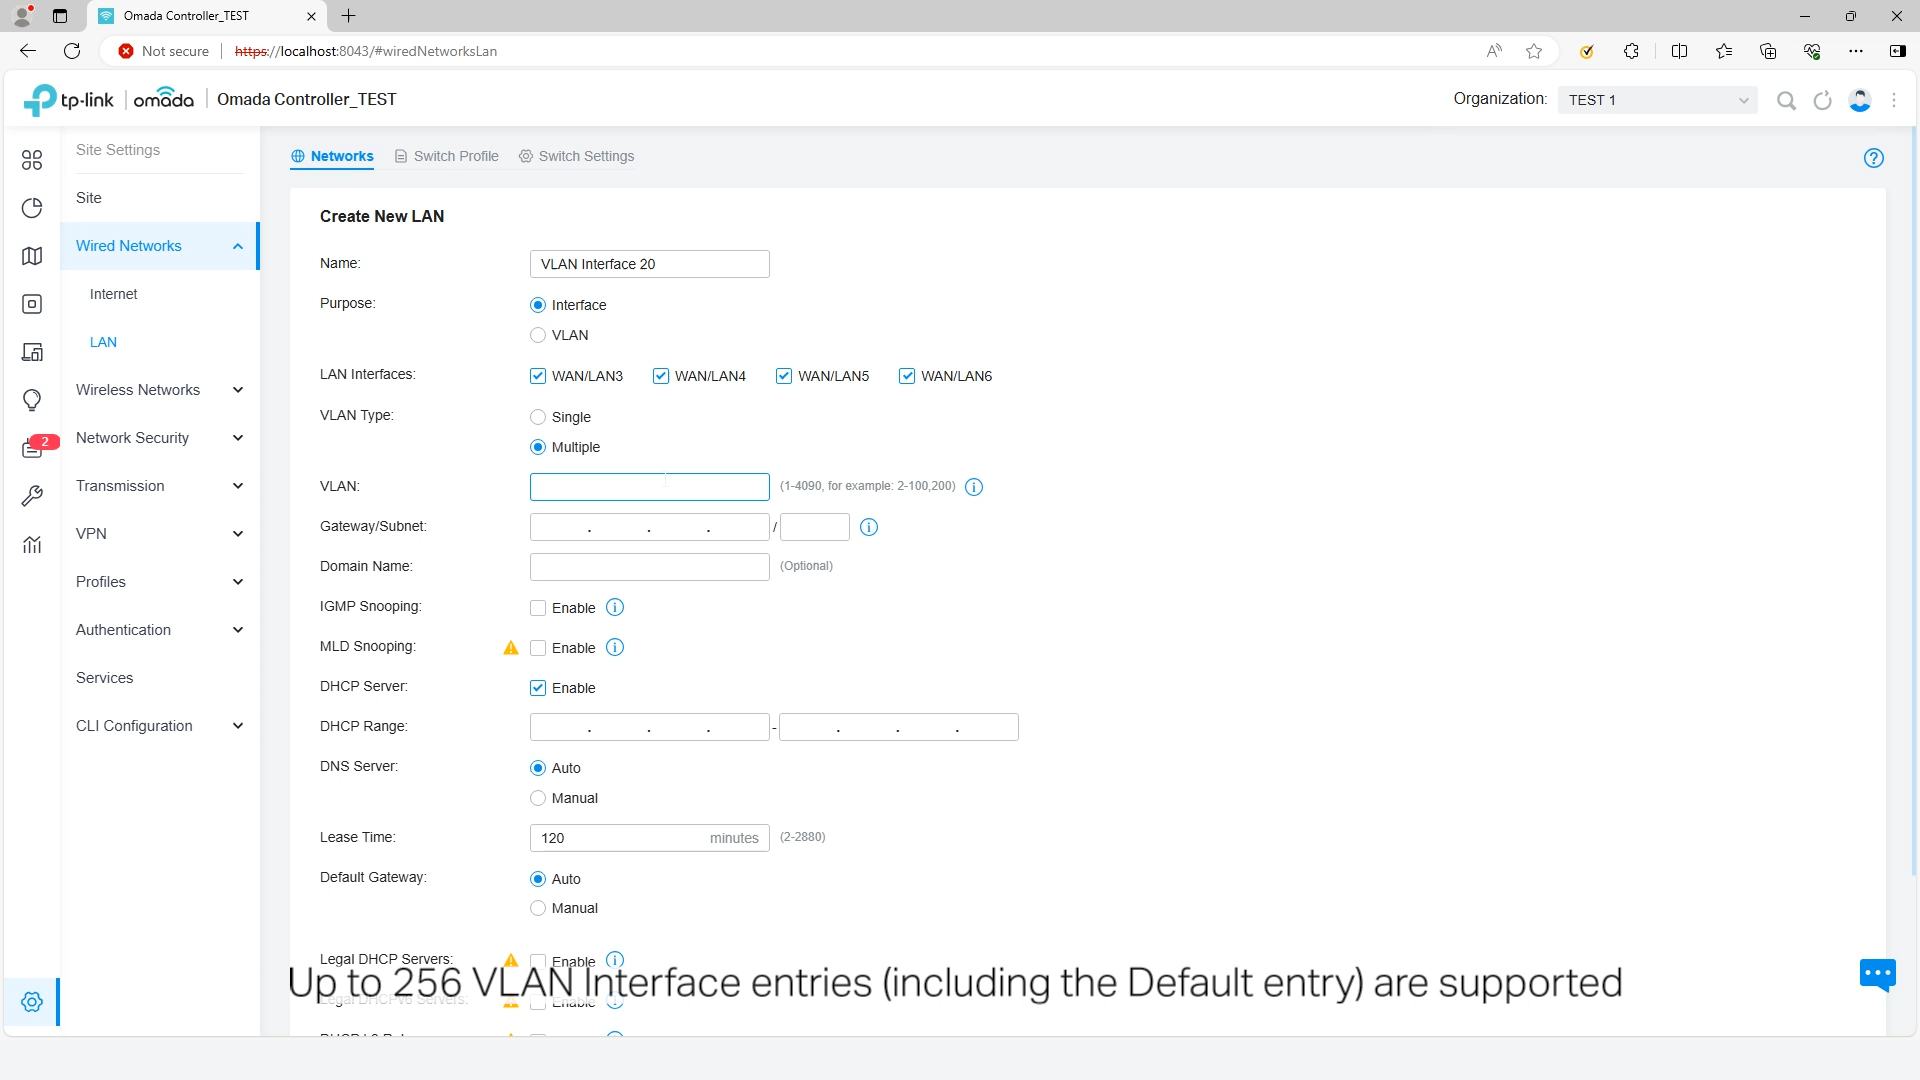 Omada Controller_TEST
Not secure
https://localhost:8043/#wiredNetworksLan
tp-link
omada
Omada Controller_TEST
Organization:
TEST 1
Site Settings
Site
Wired Networks
Internet
LAN
Wireless Networks
Network Security
2
Transmission
VPN
Profiles
Authentication
Services
CLI Configuration
Networks
Switch Profile
Switch Settings
Create New LAN
Name:
VLAN Interface 20
Purpose:
Interface
VLAN
LAN Interfaces:
WAN/LAN3
WAN/LAN4
WAN/LAN5
WAN/LAN6
VLAN Type:
Single
Multiple
VLAN:
(1-4090, for example: 2-100,200)
Gateway/Subnet:
. . . /
Domain Name:
(Optional)
IGMP Snooping:
Enable
MLD Snooping:
Enable
DHCP Server:
Enable
DHCP Range:
. . . - . . .
DNS Server:
Auto
Manual
Lease Time:
120 minutes
(2-2880)
Default Gateway:
Auto
Manual
Legal DHCP Servers:
Enable
Up to 256 VLAN Interface entries (including the Default entry) are supported
Legal DHCPv6 Servers:
Enable